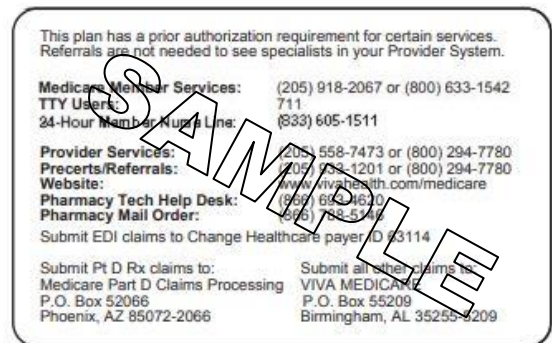 This plan has a prior authorization requirement for certain services.
Referrals are not needed to see specialists in your Provider System.
Medicare Member Services: (205) 918-2067 or (800) 633-1542
TTY Users: 711
24-Hour Member Nurse Line: (833) 605-1511
Provider Services: (205) 558-7473 or (800) 294-7780
Precerts/Referrals: (205) 933-1201 or (800) 294-7780
Website: www.vivahealth.com/medicare
Pharmacy Tech Help Desk: (866) 693-4620
Pharmacy Mail Order: (866) 788-5146
Submit EDI claims to Change Healthcare payer ID 63114
Submit Pt D Rx claims to:
Medicare Part D Claims Processing
P.O. Box 52066
Phoenix, AZ 85072-2066
Submit all other claims to:
VIVA MEDICARE
P.O. Box 55209
Birmingham, AL 35255-5209
SAMPLE